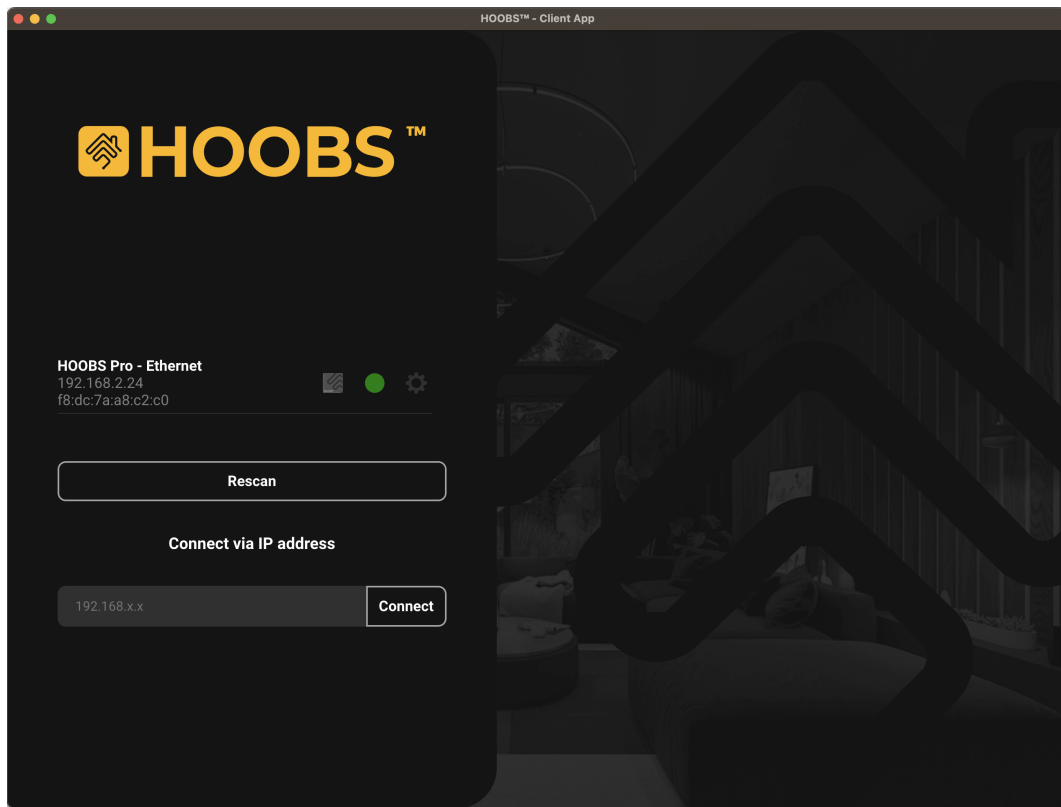 HOOBS™ - Client App
HOOBS™
HOOBS Pro - Ethernet
192.168.2.24
f8:dc:7a:a8:c2:c0
Rescan
Connect via IP address
192.168.x.x
Connect